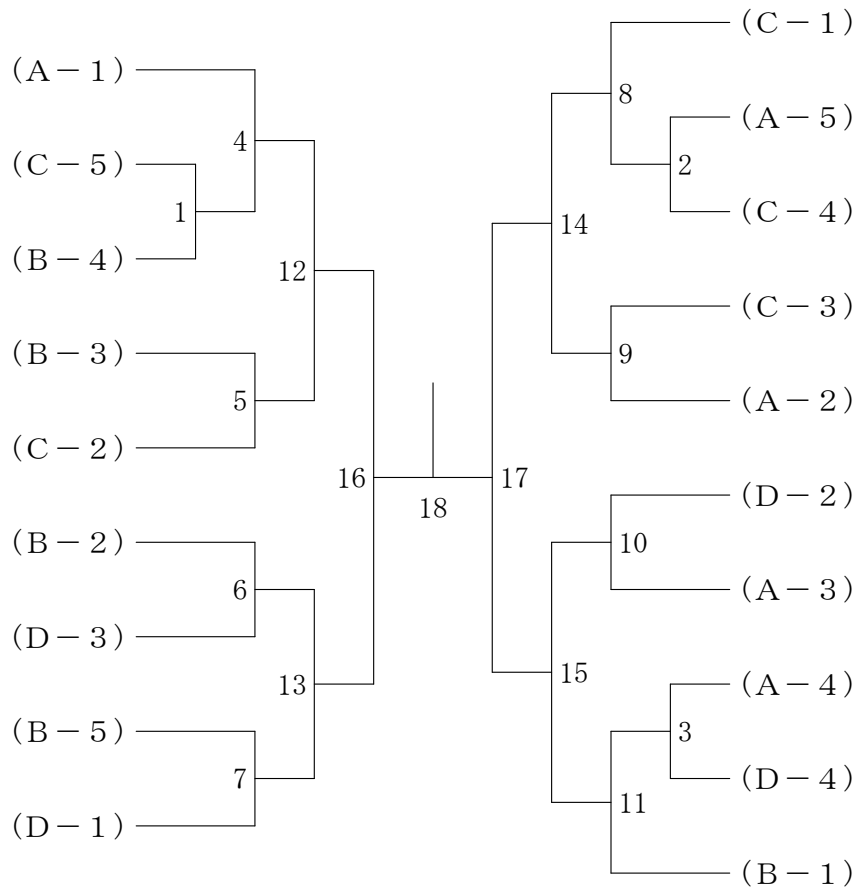 (C－1)
(A－1)
8
(A－5)
4
(C－5)
2
1
(C－4)
14
(B－4)
12
(C－3)
(B－3)
9
5
(A－2)
(C－2)
16
17
(D－2)
18
(B－2)
10
6
(A－3)
(D－3)
15
13
(A－4)
(B－5)
3
7
(D－4)
11
(D－1)
(B－1)